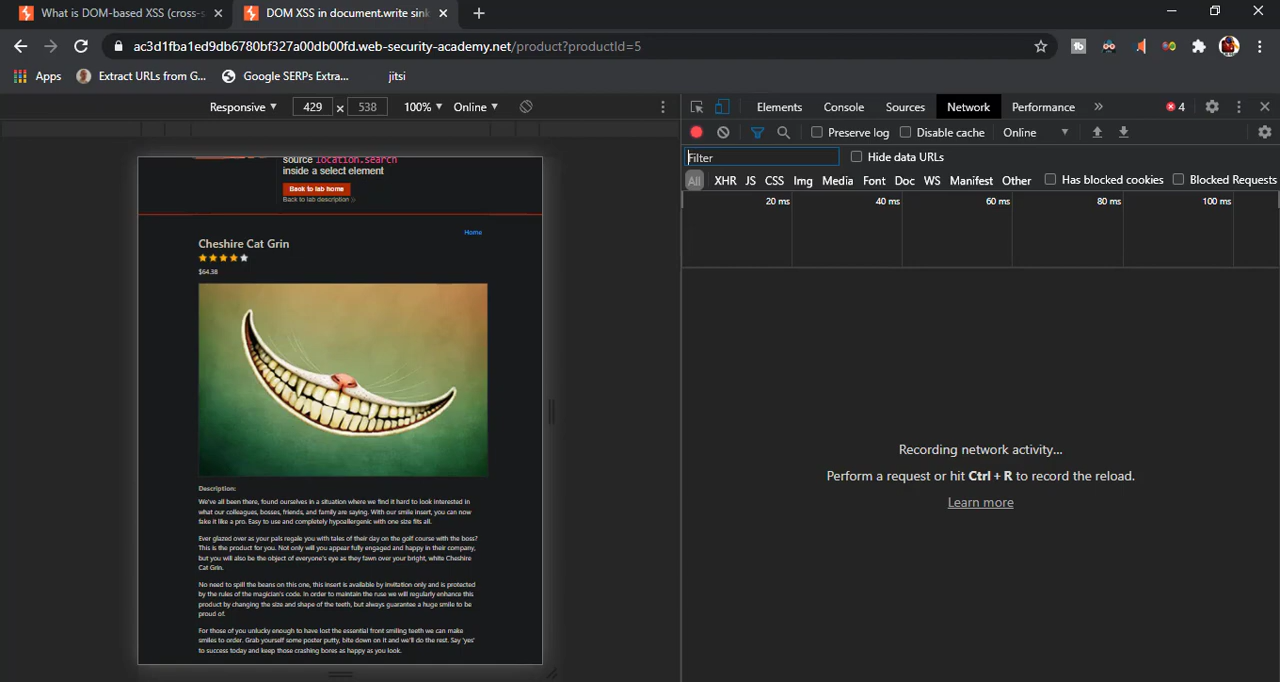 What is DOM-based XSS (cross-s
DOM XSS in document.write sink
ac3d1fba1ed9db6780bf327a00db00fd.web-security-academy.net/product?productId=5
Apps
Extract URLs from G...
Google SERPs Extra...
jitsi
Responsive 429 x 538 100% Online
Elements Console Sources Network Performance » 4
Preserve log Disable cache Online
Filter Hide data URLs
All XHR JS CSS Img Media Font Doc WS Manifest Other Has blocked cookies Blocked Requests
20 ms 40 ms 60 ms 80 ms 100 ms
source location.search
inside a select element
Back to lab home
Back to lab description
Home
Cheshire Cat Grin
$64.38
Description:
We've all been there, found ourselves in a situation where we find it hard to look interested in
what our colleagues, bosses, friends, and family are saying. With our smile insert, you can now
fake it like a pro. Easy to use and completely hypoallergenic with one size fits all.
Ever glazed over as your pals regale you with tales of their day on the golf course with the boss?
This is the product for you. Not only will you appear fully engaged and happy in their company,
but you will also be the object of everyone's eye as they fawn over your bright, white Cheshire
Cat Grin.
No need to spill the beans on this one, this insert is available by invitation only and is protected
by the rules of the magician's code. In order to maintain the ruse we will regularly enhance this
product by changing the size and shape of the teeth, but always guarantee a huge smile to be
proud of.
For those of you unlucky enough to have lost the essential front smiling teeth we can make
smiles to order. Grab yourself some poster putty, bite down on it and we'll do the rest. Say 'yes'
to success today and keep those crashing bores as happy as you look.
Recording network activity...
Perform a request or hit Ctrl + R to record the reload.
Learn more